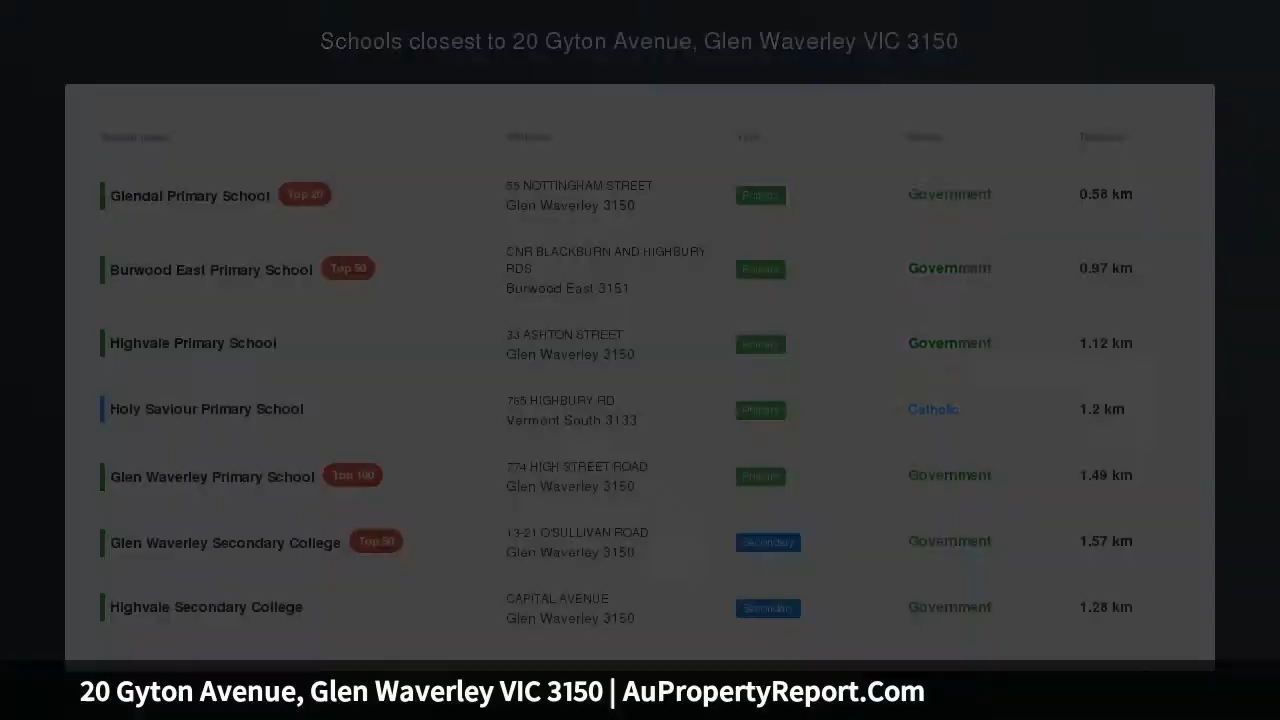 Schools closest to 20 Gyton Avenue, Glen Waverley VIC 3150
Glendal Primary School Top 20 55 NOTTINGHAM STREET Primary Government 0.58 km
Glen Waverley 3150
Burwood East Primary School Top 50 CNR BLACKBURN AND HIGHBURY Primary Government 0.97 km
RDS
Burwood East 3151
Highvale Primary School 33 ASHTON STREET Primary Government 1.12 km
Glen Waverley 3150
Holy Saviour Primary School 765 HIGHBURY RD Primary Catholic 1.2 km
Vermont South 3133
Glen Waverley Primary School Top 100 774 HIGH STREET ROAD Primary Government 1.49 km
Glen Waverley 3150
Glen Waverley Secondary College Top 50 13-21 O'SULLIVAN ROAD Secondary Government 1.57 km
Glen Waverley 3150
Highvale Secondary College CAPITAL AVENUE Secondary Government 1.28 km
Glen Waverley 3150
20 Gyton Avenue, Glen Waverley VIC 3150 | AuPropertyReport.Com